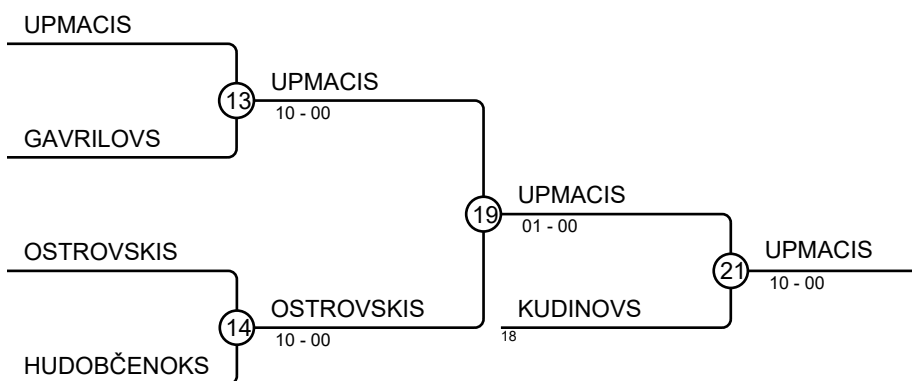 UPMACIS
13
UPMACIS
10 - 00
GAVRILOVS
19
UPMACIS
01 - 00
OSTROVSKIS
21
UPMACIS
10 - 00
14
OSTROVSKIS
10 - 00
KUDINOVS
18
HUDOBČENOKS